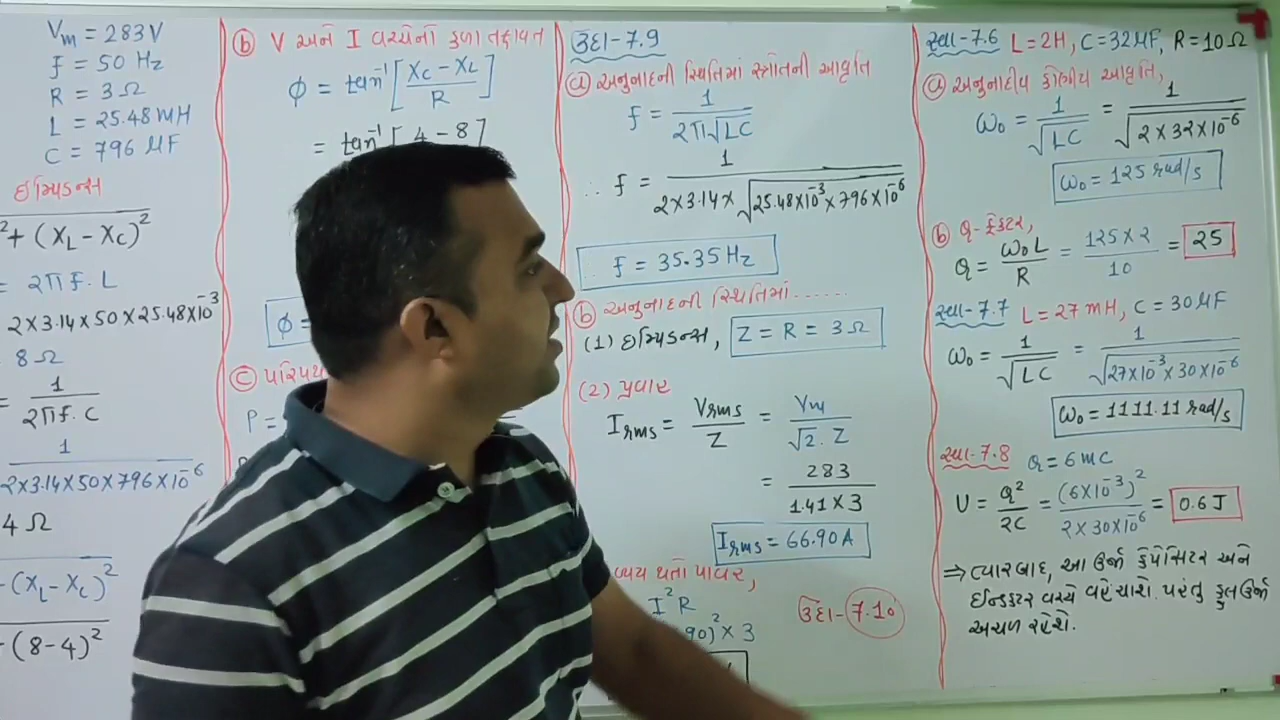 Vm = 283 V
f = 50 Hz
R = 3 Ω
L = 25.48 mH
C = 796 μF
ઇમ્પિડન્સ
²+ (XL – XC)²
= 2πf. L
2×3.14×50×25.48×10⁻³
8 Ω
= 1 / 2πf. C
1 / 2×3.14×50×796×10⁻⁶
4 Ω
(XL – XC)²
(8–4)²
ⓑ V અને I વચ્ચેનો કળા તફાવત
φ = tan⁻¹ [ XC – XL / R ]
= tan⁻¹ [ 4 – 8 ]
φ =
ⓒ
P =
ઉદા-7.9
ⓐ અનુનાદની સ્થિતિમાં સ્ત્રોતની આવૃત્તિ
f = 1 / 2π√LC
∴ f = 1 / 2×3.14×√25.48×10⁻³×796×10⁻⁶
∴ f = 35.35 Hz
ⓑ અનુનાદની સ્થિતિમાં......
(1) ઇમ્પિડન્સ, Z = R = 3 Ω
(2) પ્રવાહ
Irms = Vrms / Z = Vm / √2. Z
= 283 / 1.41×3
Irms = 66.90 A
વ્યય થતો પાવર,
I²R
90)² × 3
ઉદા- 7.10
સ્વા-7.6 L = 2H, C = 32 μF, R = 10 Ω
ⓐ અનુનાદીય કોણીય આવૃત્તિ,
ω₀ = 1 / √LC = 1 / √2×32×10⁻⁶
ω₀ = 125 rad/s
ⓑ Q-ફેક્ટર,
Q = ω₀L / R = 125×2 / 10 = 25
સ્વા-7.7 L = 27 mH, C = 30 μF
ω₀ = 1 / √LC = 1 / √27×10⁻³×30×10⁻⁶
ω₀ = 1111.11 rad/s
સ્વા-7.8 Q = 6 mC
U = Q² / 2C = (6×10⁻³)² / 2×30×10⁻⁶ = 0.6 J
⇒ ત્યારબાદ, આ ઉર્જા કેપેસિટર અને
ઈન્ડક્ટર વચ્ચે વહેંચાશે. પરંતુ કુલ ઉર્જા
અચળ રહેશે.